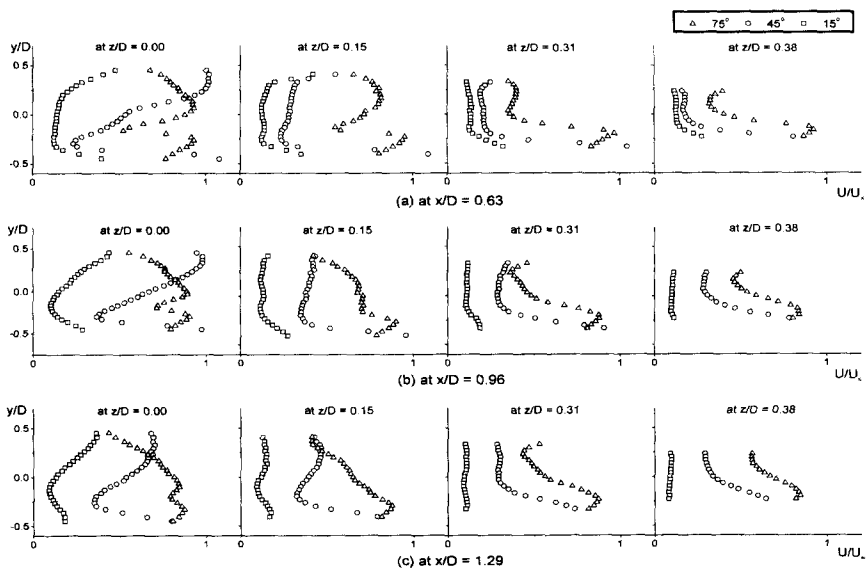 △ 75° ○ 45° □ 15°
y/D at z/D = 0.00 at z/D = 0.15 at z/D = 0.31 at z/D = 0.38
0.5
0.0
-0.5
0 1 0 1 0 1 0 1
(a) at x/D = 0.63 U/U∞
y/D at z/D = 0.00 at z/D = 0.15 at z/D = 0.31 at z/D = 0.38
0.5
0.0
-0.5
0 1 0 1 0 1 0 1
(b) at x/D = 0.96 U/U∞
y/D at z/D = 0.00 at z/D = 0.15 at z/D = 0.31 at z/D = 0.38
0.5
0.0
-0.5
0 1 0 1 0 1 0 1
(c) at x/D = 1.29 U/U∞